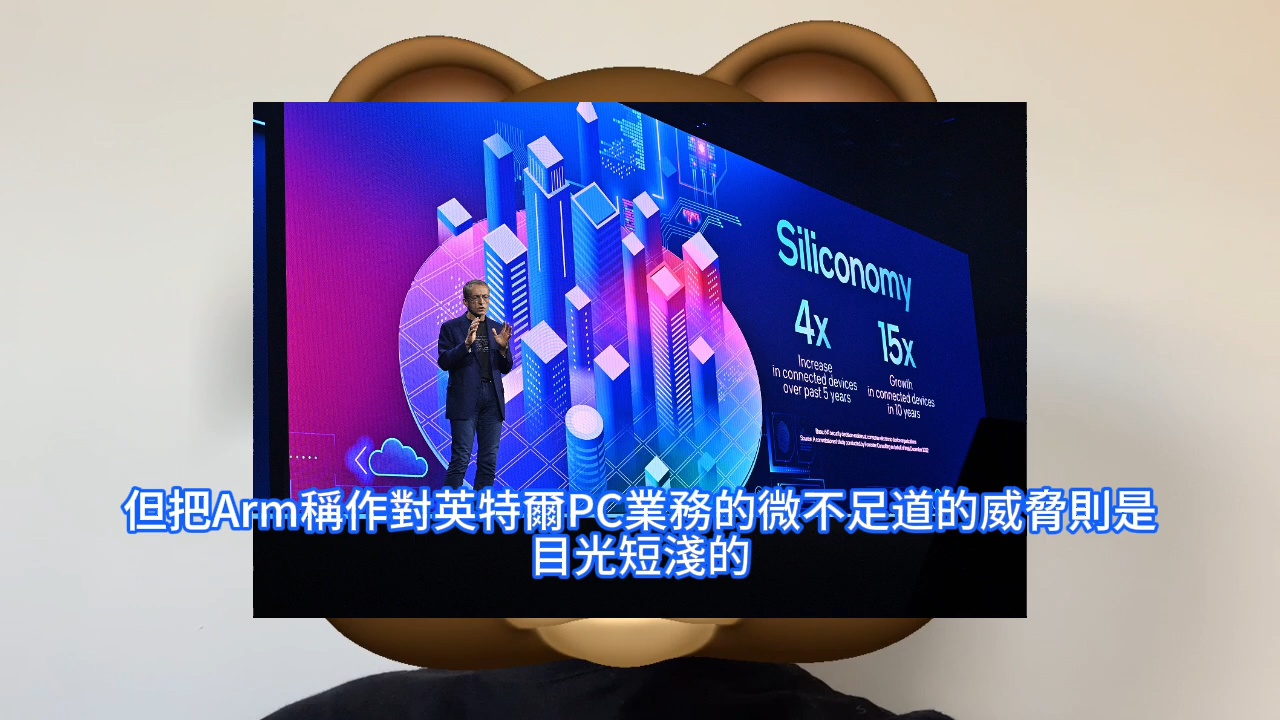 Siliconomy
4x
Increase
in connected devices
over past 5 years
15x
Growth
in connected devices
in 10 years
但把Arm稱作對英特爾PC業務的微不足道的威脅則是
目光短淺的